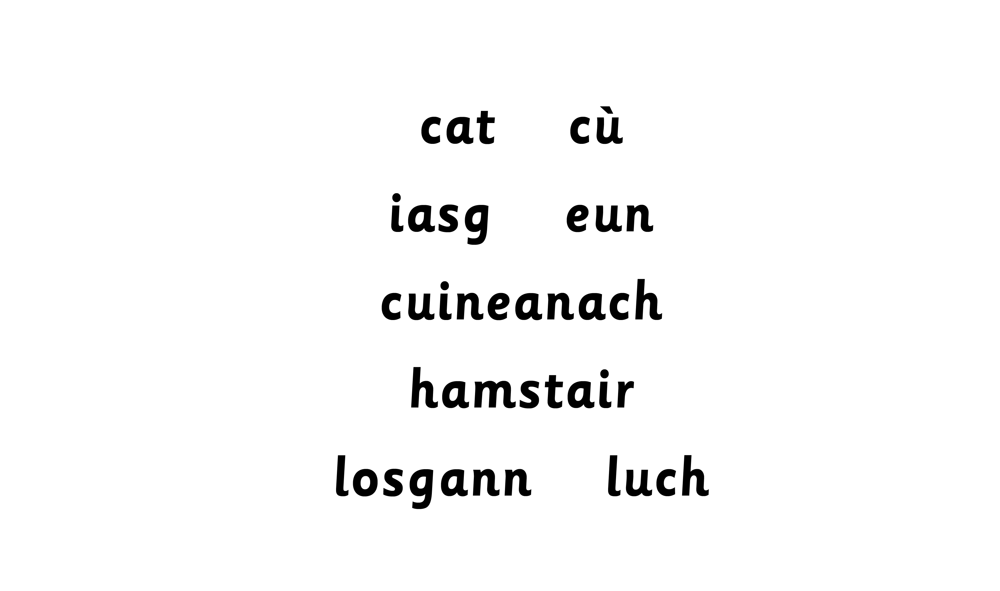 cat cù
iasg eun
cuineanach
hamstair
losgann luch